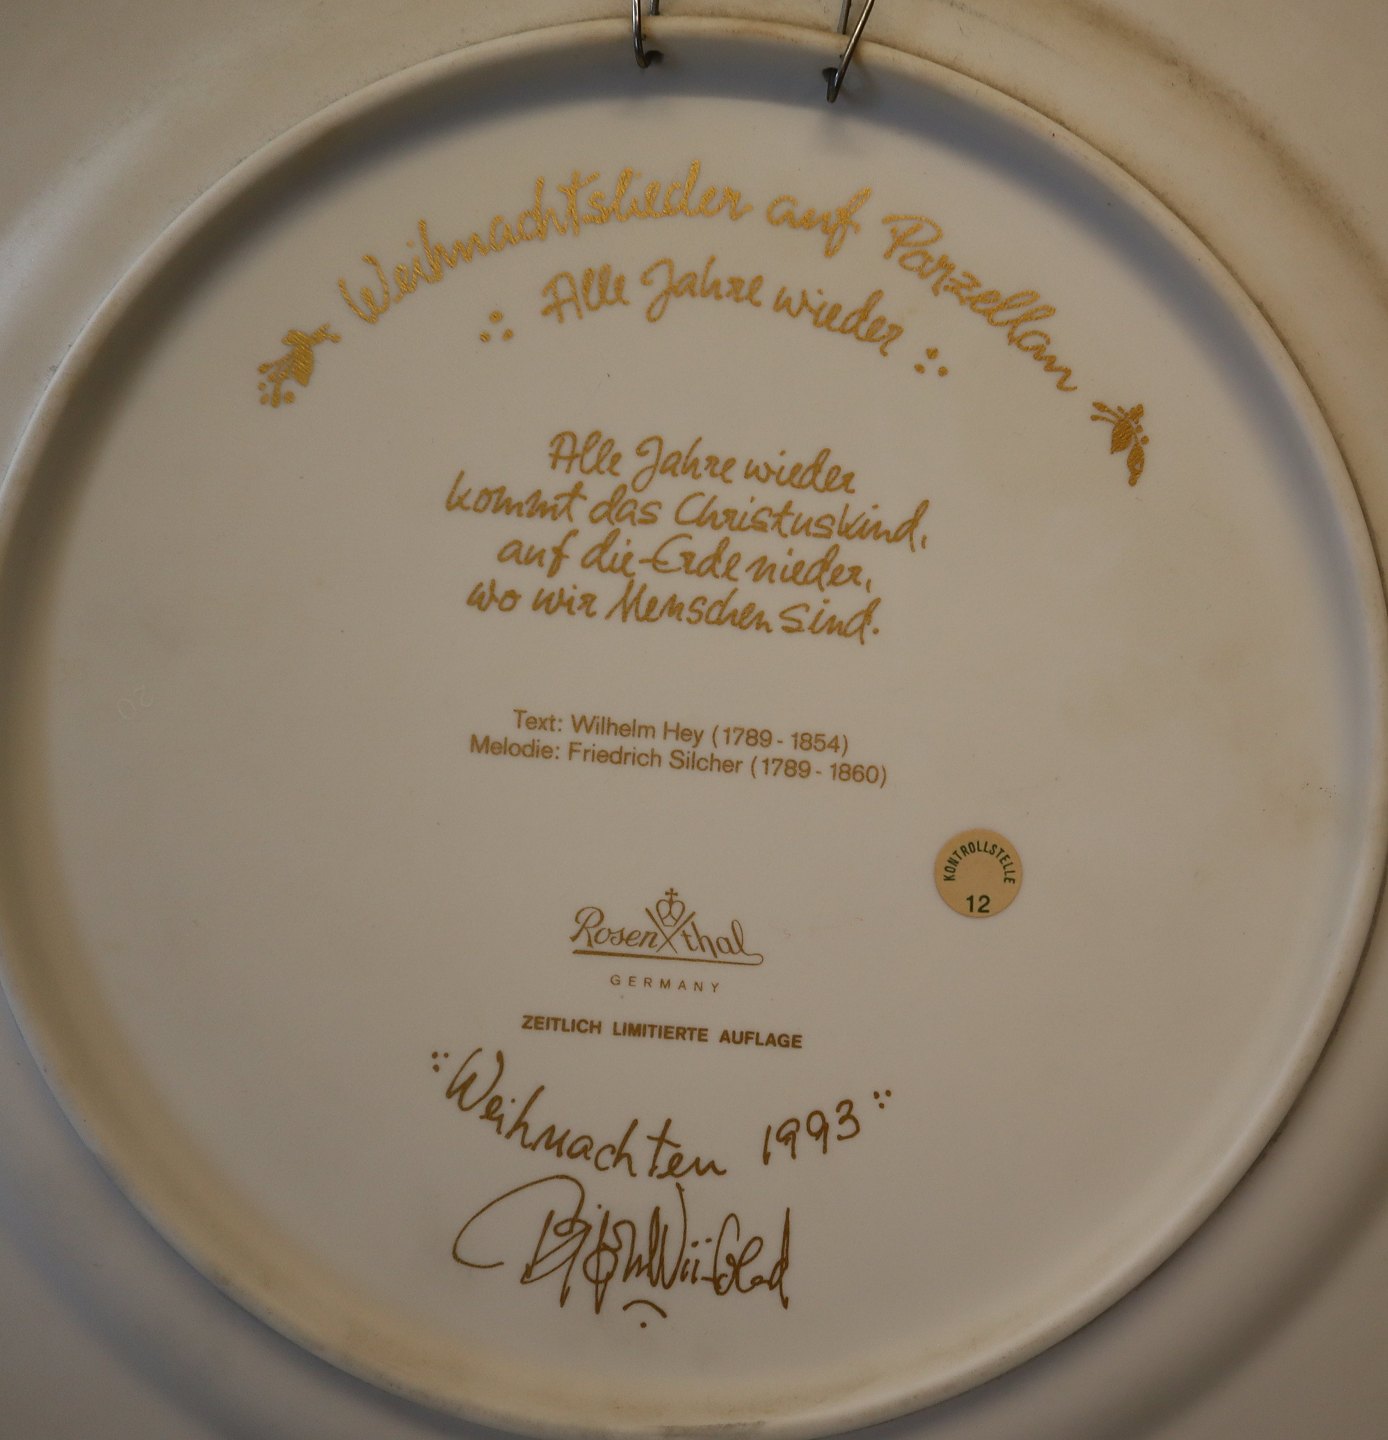 Weihnachtslieder auf Porzellan
Alle Jahre wieder
Alle Jahre wieder
kommt das Christuskind,
auf die Erde nieder,
wo wir Menschen sind.
Text: Wilhelm Hey (1789 - 1854)
Melodie: Friedrich Silcher (1789 - 1860)
KONTROLLSTELLE
12
Rosenthal
GERMANY
ZEITLICH LIMITIERTE AUFLAGE
Weihnachten 1993
Björn Wiinblad